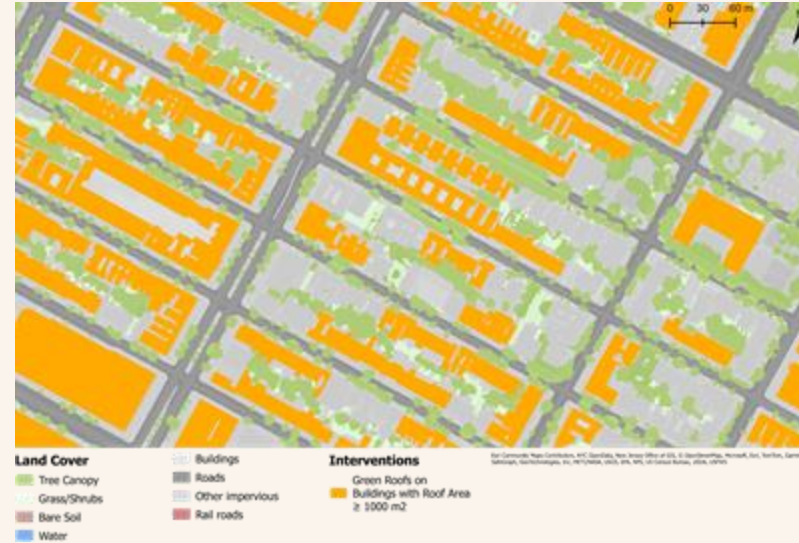 0 30 60 m
Land Cover
Tree Canopy
Grass/Shrubs
Bare Soil
Water
Buildings
Roads
Other impervious
Rail roads
Interventions
Green Roofs on
Buildings with Roof Area
≥ 1000 m2